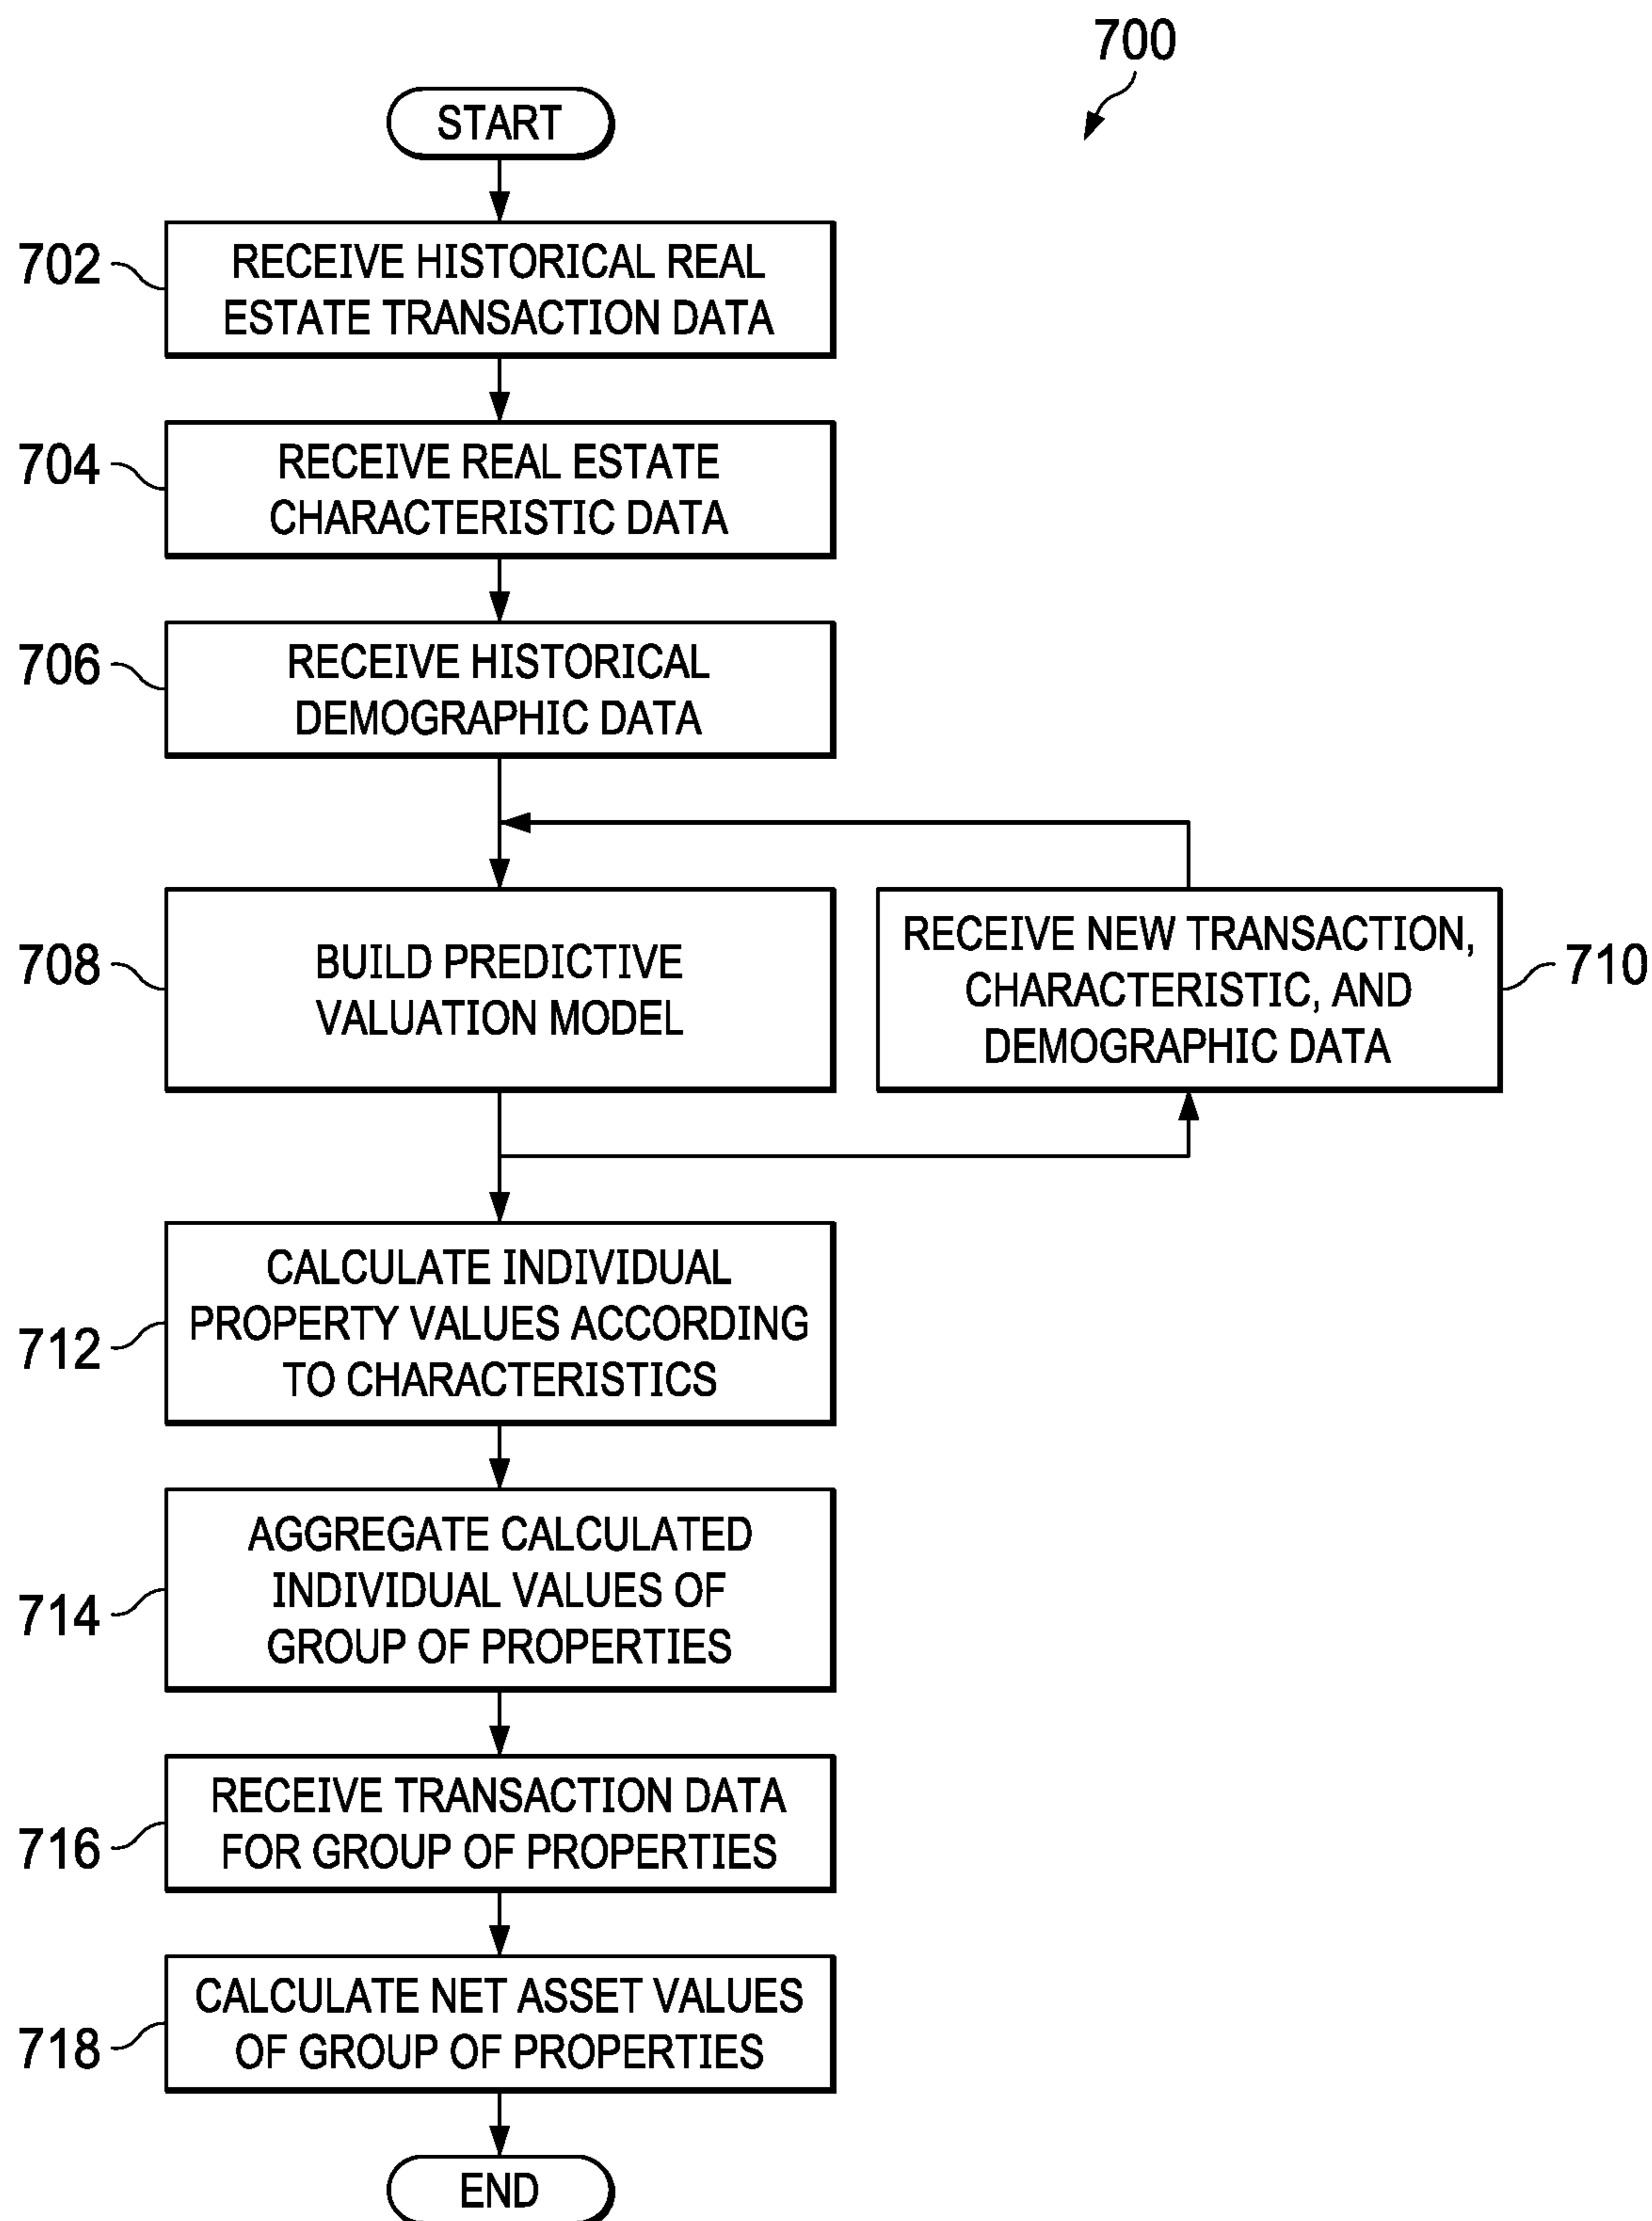 700
START
702
RECEIVE HISTORICAL REAL
ESTATE TRANSACTION DATA
704
RECEIVE REAL ESTATE
CHARACTERISTIC DATA
706
RECEIVE HISTORICAL
DEMOGRAPHIC DATA
708
BUILD PREDICTIVE
VALUATION MODEL
RECEIVE NEW TRANSACTION,
CHARACTERISTIC, AND
DEMOGRAPHIC DATA
710
712
CALCULATE INDIVIDUAL
PROPERTY VALUES ACCORDING
TO CHARACTERISTICS
714
AGGREGATE CALCULATED
INDIVIDUAL VALUES OF
GROUP OF PROPERTIES
716
RECEIVE TRANSACTION DATA
FOR GROUP OF PROPERTIES
718
CALCULATE NET ASSET VALUES
OF GROUP OF PROPERTIES
END